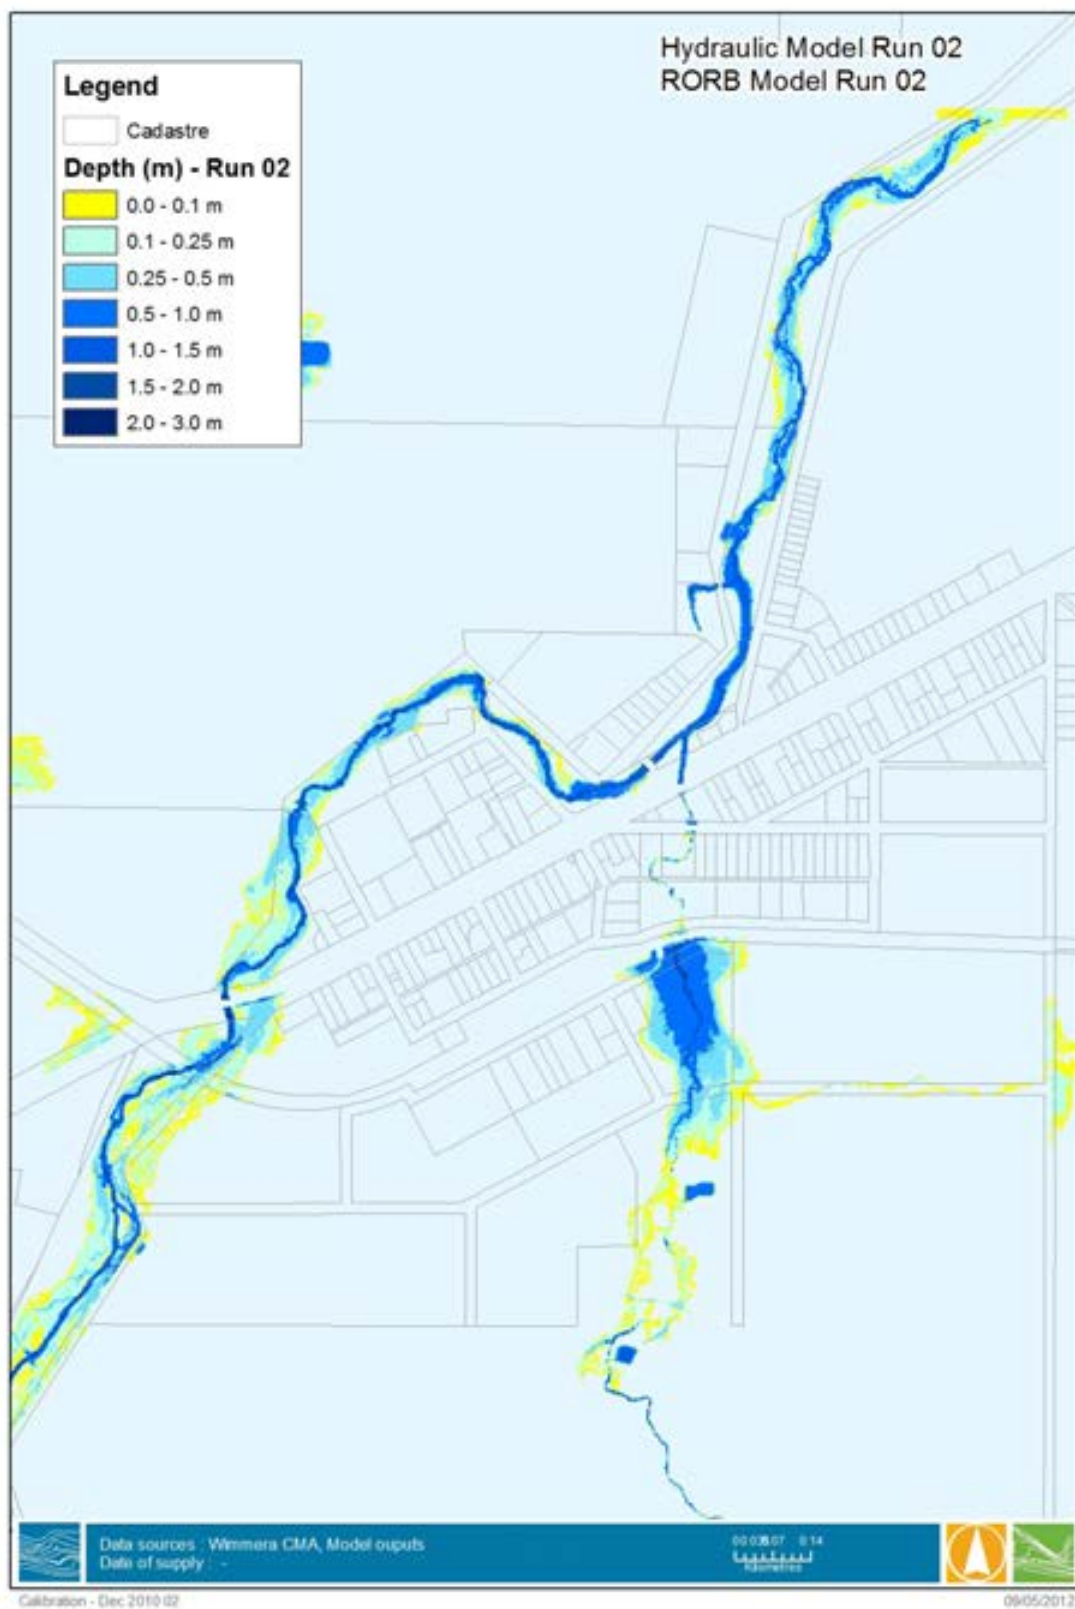 Hydraulic Model Run 02
RORB Model Run 02
Legend
Cadastre
Depth (m) - Run 02
0.0 - 0.1 m
0.1 - 0.25 m
0.25 - 0.5 m
0.5 - 1.0 m
1.0 - 1.5 m
1.5 - 2.0 m
2.0 - 3.0 m
Data sources : Wimmera CMA, Model ouputs
Date of supply : -
0.14
Kilometres
Calibration - Dec 2010 02
09/05/2012